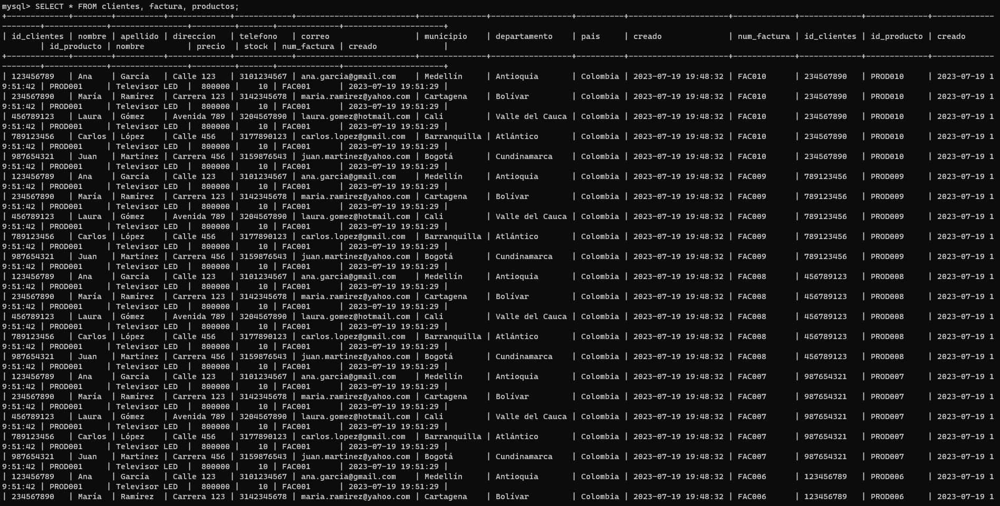 mysql> SELECT * FROM clientes, factura, productos;
+-------------+--------+----------+-------------+------------+-------------------------+--------------+-----------------+----------+---------------------+-------------+-------------+-------------+-------------
--------+-------------+----------------+---------+-------+-------------+---------------------+
| id_clientes | nombre | apellido | direccion   | telefono   | correo                  | municipio    | departamento    | pais     | creado              | num_factura | id_clientes | id_producto | creado
        | id_producto | nombre         | precio  | stock | num_factura | creado              |
+-------------+--------+----------+-------------+------------+-------------------------+--------------+-----------------+----------+---------------------+-------------+-------------+-------------+-------------
--------+-------------+----------------+---------+-------+-------------+---------------------+
| 123456789   | Ana    | García   | Calle 123   | 3101234567 | ana.garcia@gmail.com    | Medellín     | Antioquia       | Colombia | 2023-07-19 19:48:32 | FAC010      | 234567890   | PROD010     | 2023-07-19 1
9:51:42 | PROD001     | Televisor LED  |  800000 |    10 | FAC001      | 2023-07-19 19:51:29 |
| 234567890   | María  | Ramírez  | Carrera 123 | 3142345678 | maria.ramirez@yahoo.com | Cartagena    | Bolívar         | Colombia | 2023-07-19 19:48:32 | FAC010      | 234567890   | PROD010     | 2023-07-19 1
9:51:42 | PROD001     | Televisor LED  |  800000 |    10 | FAC001      | 2023-07-19 19:51:29 |
| 456789123   | Laura  | Gómez    | Avenida 789 | 3204567890 | laura.gomez@hotmail.com | Cali         | Valle del Cauca | Colombia | 2023-07-19 19:48:32 | FAC010      | 234567890   | PROD010     | 2023-07-19 1
9:51:42 | PROD001     | Televisor LED  |  800000 |    10 | FAC001      | 2023-07-19 19:51:29 |
| 789123456   | Carlos | López    | Calle 456   | 3177890123 | carlos.lopez@gmail.com  | Barranquilla | Atlántico       | Colombia | 2023-07-19 19:48:32 | FAC010      | 234567890   | PROD010     | 2023-07-19 1
9:51:42 | PROD001     | Televisor LED  |  800000 |    10 | FAC001      | 2023-07-19 19:51:29 |
| 987654321   | Juan   | Martínez | Carrera 456 | 3159876543 | juan.martinez@yahoo.com | Bogotá       | Cundinamarca    | Colombia | 2023-07-19 19:48:32 | FAC010      | 234567890   | PROD010     | 2023-07-19 1
9:51:42 | PROD001     | Televisor LED  |  800000 |    10 | FAC001      | 2023-07-19 19:51:29 |
| 123456789   | Ana    | García   | Calle 123   | 3101234567 | ana.garcia@gmail.com    | Medellín     | Antioquia       | Colombia | 2023-07-19 19:48:32 | FAC009      | 789123456   | PROD009     | 2023-07-19 1
9:51:42 | PROD001     | Televisor LED  |  800000 |    10 | FAC001      | 2023-07-19 19:51:29 |
| 234567890   | María  | Ramírez  | Carrera 123 | 3142345678 | maria.ramirez@yahoo.com | Cartagena    | Bolívar         | Colombia | 2023-07-19 19:48:32 | FAC009      | 789123456   | PROD009     | 2023-07-19 1
9:51:42 | PROD001     | Televisor LED  |  800000 |    10 | FAC001      | 2023-07-19 19:51:29 |
| 456789123   | Laura  | Gómez    | Avenida 789 | 3204567890 | laura.gomez@hotmail.com | Cali         | Valle del Cauca | Colombia | 2023-07-19 19:48:32 | FAC009      | 789123456   | PROD009     | 2023-07-19 1
9:51:42 | PROD001     | Televisor LED  |  800000 |    10 | FAC001      | 2023-07-19 19:51:29 |
| 789123456   | Carlos | López    | Calle 456   | 3177890123 | carlos.lopez@gmail.com  | Barranquilla | Atlántico       | Colombia | 2023-07-19 19:48:32 | FAC009      | 789123456   | PROD009     | 2023-07-19 1
9:51:42 | PROD001     | Televisor LED  |  800000 |    10 | FAC001      | 2023-07-19 19:51:29 |
| 987654321   | Juan   | Martínez | Carrera 456 | 3159876543 | juan.martinez@yahoo.com | Bogotá       | Cundinamarca    | Colombia | 2023-07-19 19:48:32 | FAC009      | 789123456   | PROD009     | 2023-07-19 1
9:51:42 | PROD001     | Televisor LED  |  800000 |    10 | FAC001      | 2023-07-19 19:51:29 |
| 123456789   | Ana    | García   | Calle 123   | 3101234567 | ana.garcia@gmail.com    | Medellín     | Antioquia       | Colombia | 2023-07-19 19:48:32 | FAC008      | 456789123   | PROD008     | 2023-07-19 1
9:51:42 | PROD001     | Televisor LED  |  800000 |    10 | FAC001      | 2023-07-19 19:51:29 |
| 234567890   | María  | Ramírez  | Carrera 123 | 3142345678 | maria.ramirez@yahoo.com | Cartagena    | Bolívar         | Colombia | 2023-07-19 19:48:32 | FAC008      | 456789123   | PROD008     | 2023-07-19 1
9:51:42 | PROD001     | Televisor LED  |  800000 |    10 | FAC001      | 2023-07-19 19:51:29 |
| 456789123   | Laura  | Gómez    | Avenida 789 | 3204567890 | laura.gomez@hotmail.com | Cali         | Valle del Cauca | Colombia | 2023-07-19 19:48:32 | FAC008      | 456789123   | PROD008     | 2023-07-19 1
9:51:42 | PROD001     | Televisor LED  |  800000 |    10 | FAC001      | 2023-07-19 19:51:29 |
| 789123456   | Carlos | López    | Calle 456   | 3177890123 | carlos.lopez@gmail.com  | Barranquilla | Atlántico       | Colombia | 2023-07-19 19:48:32 | FAC008      | 456789123   | PROD008     | 2023-07-19 1
9:51:42 | PROD001     | Televisor LED  |  800000 |    10 | FAC001      | 2023-07-19 19:51:29 |
| 987654321   | Juan   | Martínez | Carrera 456 | 3159876543 | juan.martinez@yahoo.com | Bogotá       | Cundinamarca    | Colombia | 2023-07-19 19:48:32 | FAC008      | 456789123   | PROD008     | 2023-07-19 1
9:51:42 | PROD001     | Televisor LED  |  800000 |    10 | FAC001      | 2023-07-19 19:51:29 |
| 123456789   | Ana    | García   | Calle 123   | 3101234567 | ana.garcia@gmail.com    | Medellín     | Antioquia       | Colombia | 2023-07-19 19:48:32 | FAC007      | 987654321   | PROD007     | 2023-07-19 1
9:51:42 | PROD001     | Televisor LED  |  800000 |    10 | FAC001      | 2023-07-19 19:51:29 |
| 234567890   | María  | Ramírez  | Carrera 123 | 3142345678 | maria.ramirez@yahoo.com | Cartagena    | Bolívar         | Colombia | 2023-07-19 19:48:32 | FAC007      | 987654321   | PROD007     | 2023-07-19 1
9:51:42 | PROD001     | Televisor LED  |  800000 |    10 | FAC001      | 2023-07-19 19:51:29 |
| 456789123   | Laura  | Gómez    | Avenida 789 | 3204567890 | laura.gomez@hotmail.com | Cali         | Valle del Cauca | Colombia | 2023-07-19 19:48:32 | FAC007      | 987654321   | PROD007     | 2023-07-19 1
9:51:42 | PROD001     | Televisor LED  |  800000 |    10 | FAC001      | 2023-07-19 19:51:29 |
| 789123456   | Carlos | López    | Calle 456   | 3177890123 | carlos.lopez@gmail.com  | Barranquilla | Atlántico       | Colombia | 2023-07-19 19:48:32 | FAC007      | 987654321   | PROD007     | 2023-07-19 1
9:51:42 | PROD001     | Televisor LED  |  800000 |    10 | FAC001      | 2023-07-19 19:51:29 |
| 987654321   | Juan   | Martínez | Carrera 456 | 3159876543 | juan.martinez@yahoo.com | Bogotá       | Cundinamarca    | Colombia | 2023-07-19 19:48:32 | FAC007      | 987654321   | PROD007     | 2023-07-19 1
9:51:42 | PROD001     | Televisor LED  |  800000 |    10 | FAC001      | 2023-07-19 19:51:29 |
| 123456789   | Ana    | García   | Calle 123   | 3101234567 | ana.garcia@gmail.com    | Medellín     | Antioquia       | Colombia | 2023-07-19 19:48:32 | FAC006      | 123456789   | PROD006     | 2023-07-19 1
9:51:42 | PROD001     | Televisor LED  |  800000 |    10 | FAC001      | 2023-07-19 19:51:29 |
| 234567890   | María  | Ramírez  | Carrera 123 | 3142345678 | maria.ramirez@yahoo.com | Cartagena    | Bolívar         | Colombia | 2023-07-19 19:48:32 | FAC006      | 123456789   | PROD006     | 2023-07-19 1